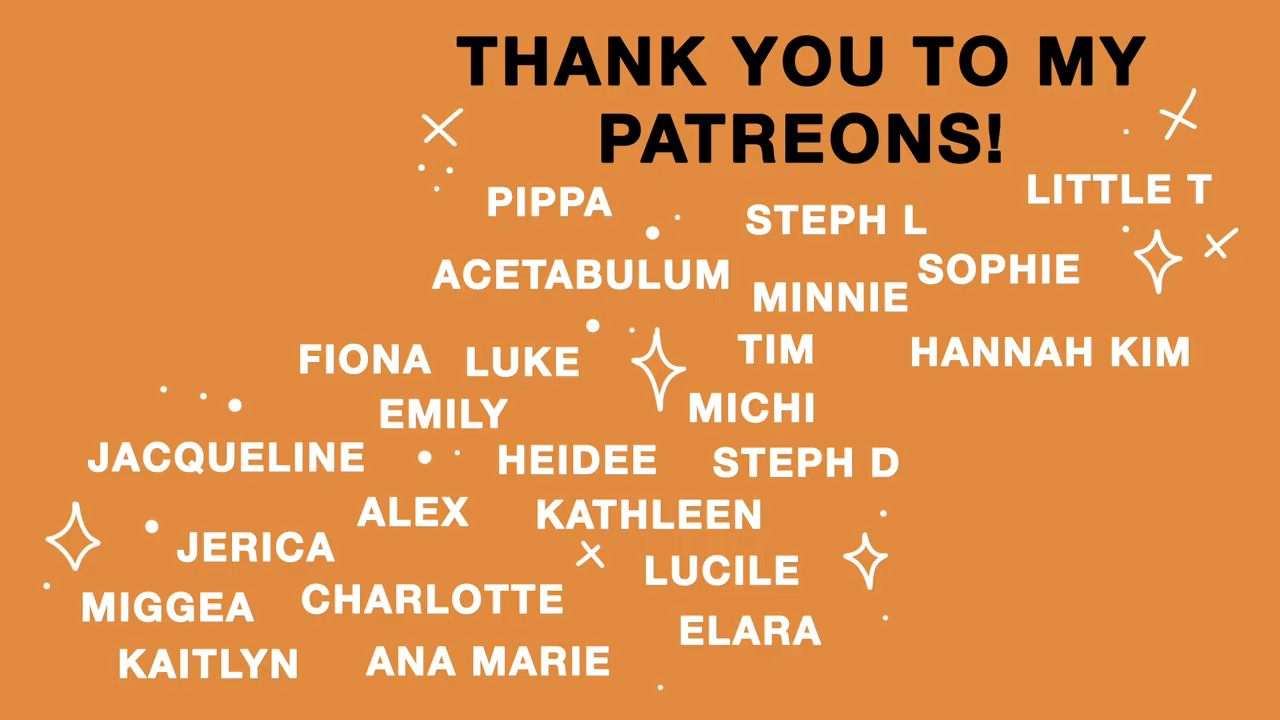 THANK YOU TO MY
PATREONS!
LITTLE T
PIPPA
STEPH L
SOPHIE
ACETABULUM
MINNIE
TIM
HANNAH KIM
FIONA
LUKE
EMILY
MICHI
JACQUELINE
HEIDEE
STEPH D
ALEX
KATHLEEN
JERICA
LUCILE
MIGGEA
CHARLOTTE
ELARA
KAITLYN
ANA MARIE